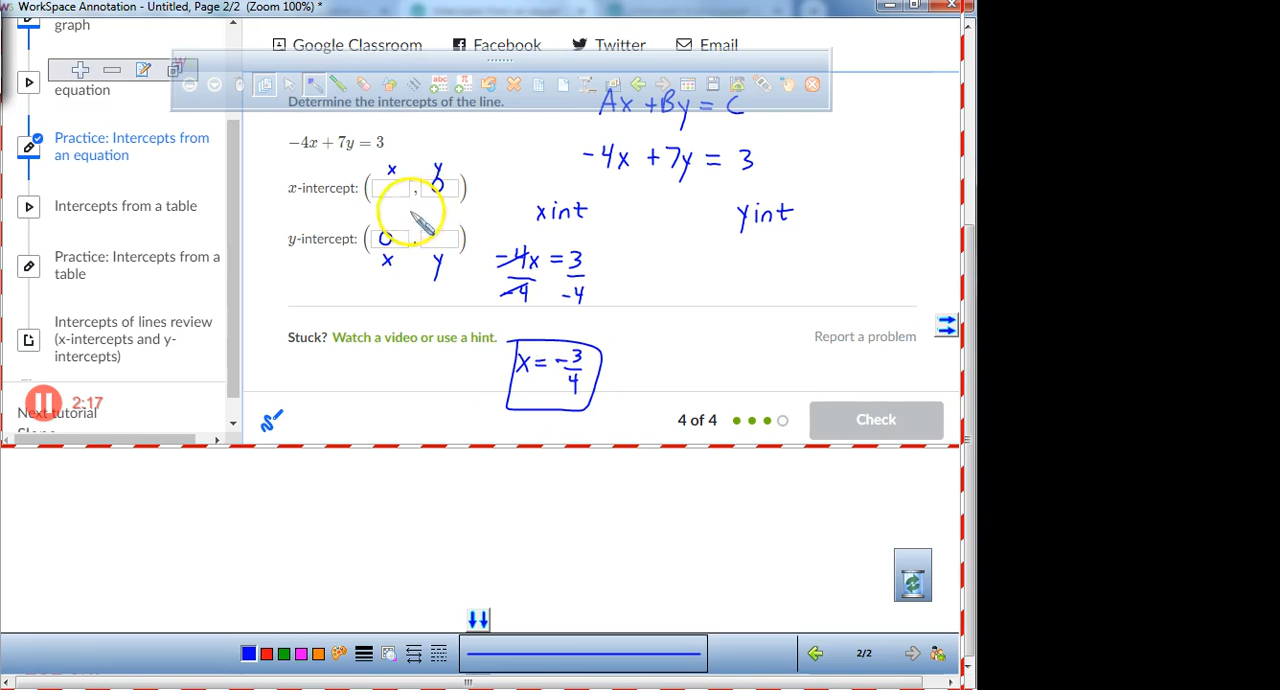 WorkSpace Annotation - Untitled, Page 2/2 (Zoom 100%) *
graph
equation
Practice: Intercepts from
an equation
Intercepts from a table
Practice: Intercepts from a
table
Intercepts of lines review
(x-intercepts and y-
intercepts)
Next tutorial
2:17
Google Classroom
Facebook
Twitter
Email
Determine the intercepts of the line.
−4x + 7y = 3
x y
x-intercept: ( , 0 )
y-intercept: ( 0 , )
x y
Ax + By = C
-4x + 7y = 3
x int
y int
-4x = 3
-4 -4
x = -3/4
Stuck? Watch a video or use a hint.
Report a problem
4 of 4
Check
2/2